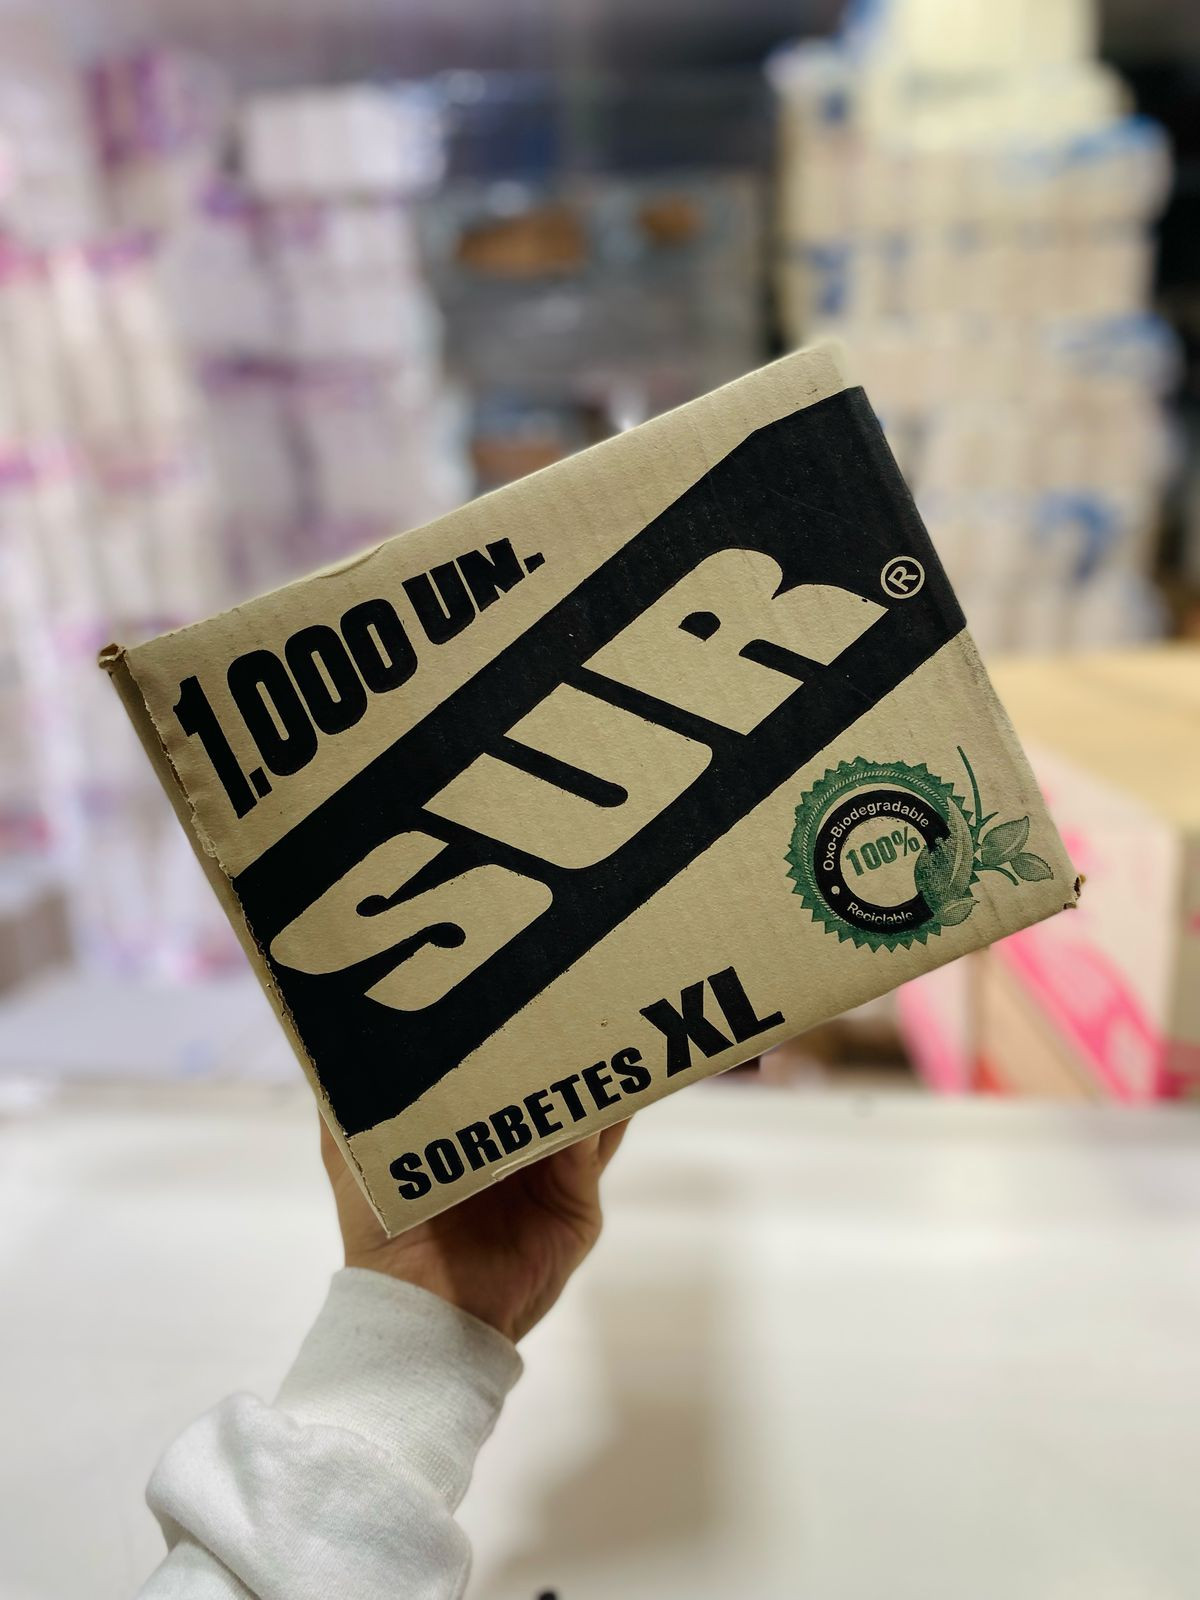 1.000 UN.
SUR®
Oxo-Biodegradable
100%
Reciclable
SORBETES XL